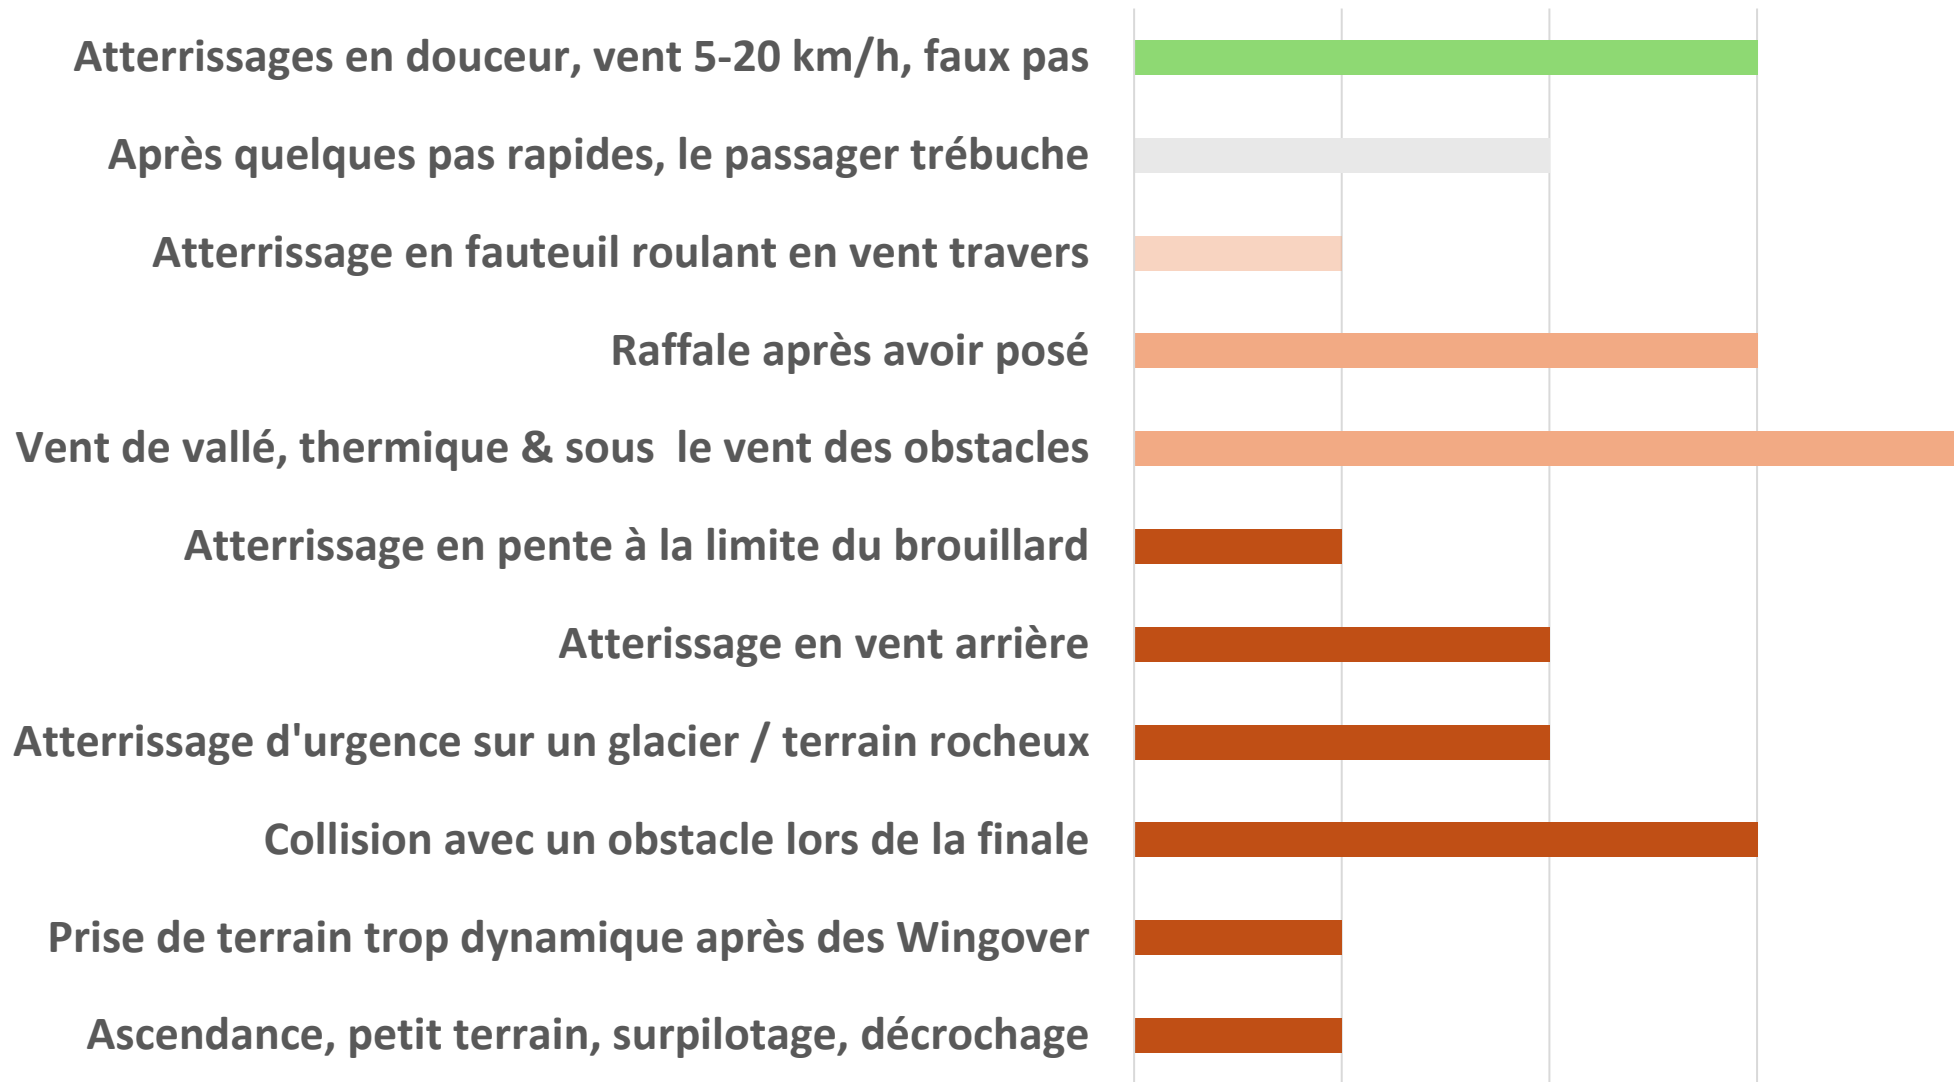 Atterrissages en douceur, vent 5-20 km/h, faux pas
Après quelques pas rapides, le passager trébuche
Atterrissage en fauteuil roulant en vent travers
Raffale après avoir posé
Vent de vallé, thermique & sous  le vent des obstacles
Atterrissage en pente à la limite du brouillard
Atterissage en vent arrière
Atterrissage d'urgence sur un glacier / terrain rocheux
Collision avec un obstacle lors de la finale
Prise de terrain trop dynamique après des Wingover
Ascendance, petit terrain, surpilotage, décrochage